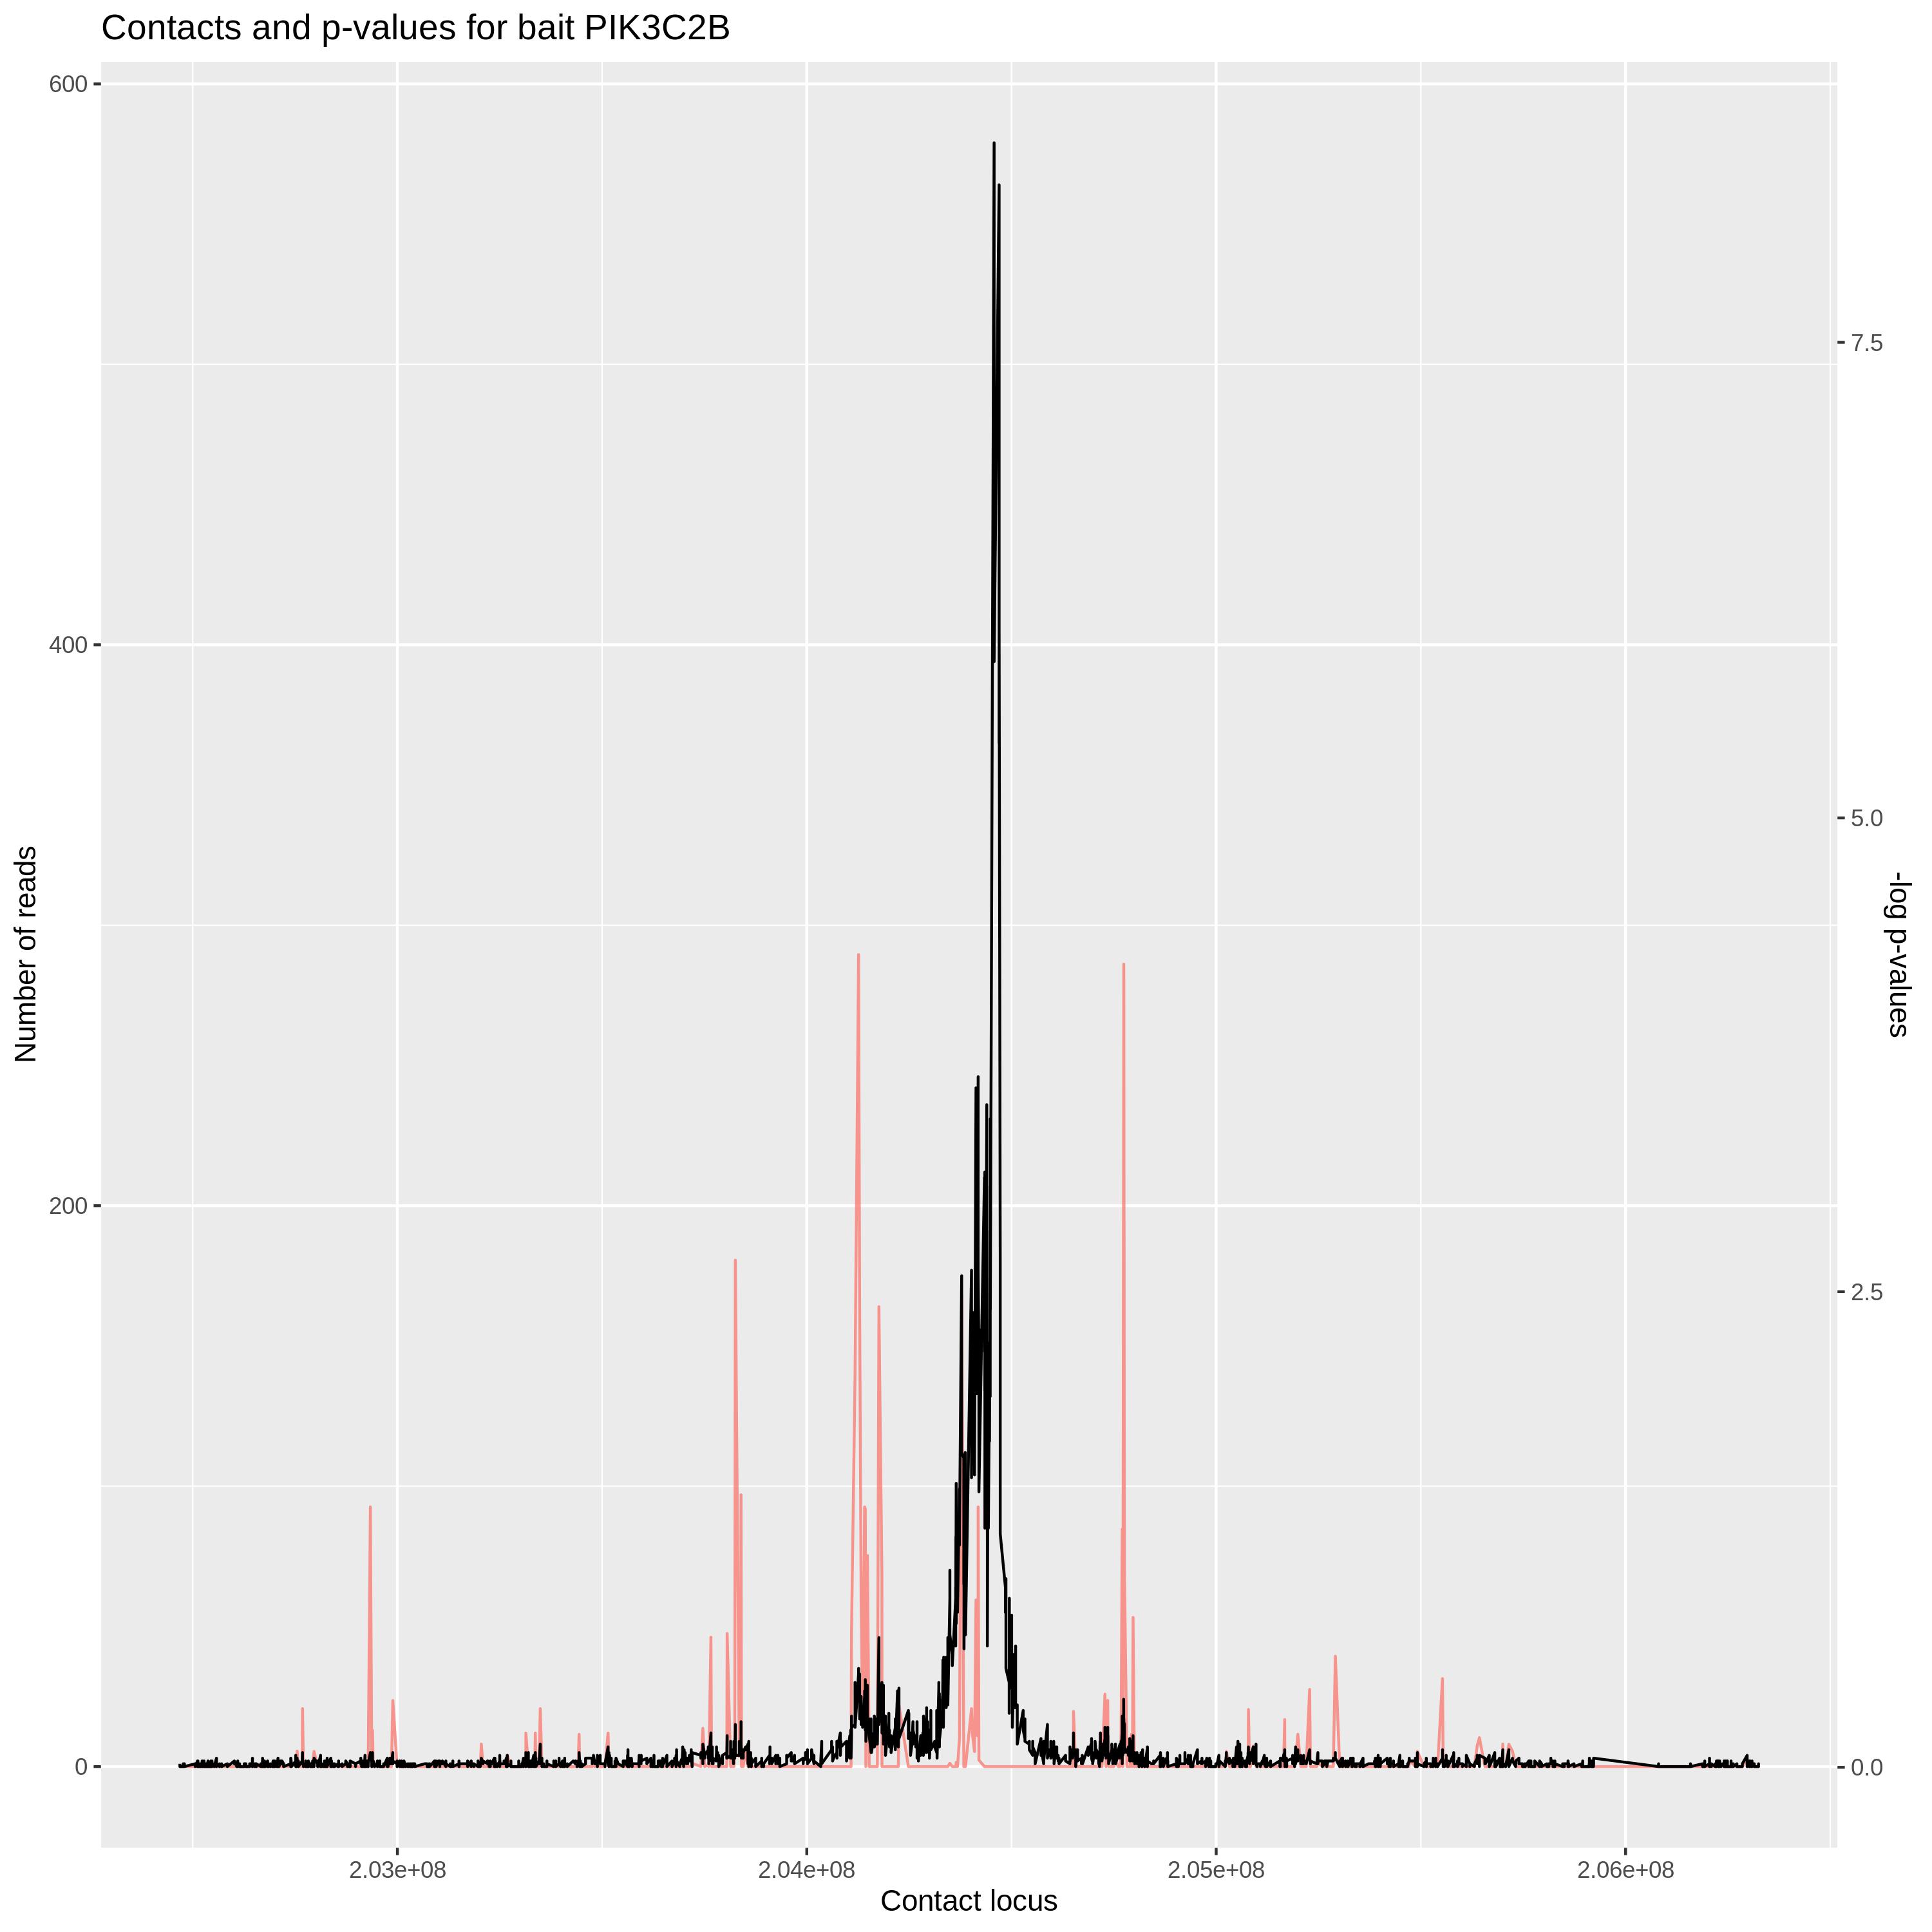 Contacts and p-values for bait PIK3C2B
600
400
200
0
7.5
5.0
2.5
0.0
Number of reads
-log p-values
2.03e+08
2.04e+08
2.05e+08
2.06e+08
Contact locus